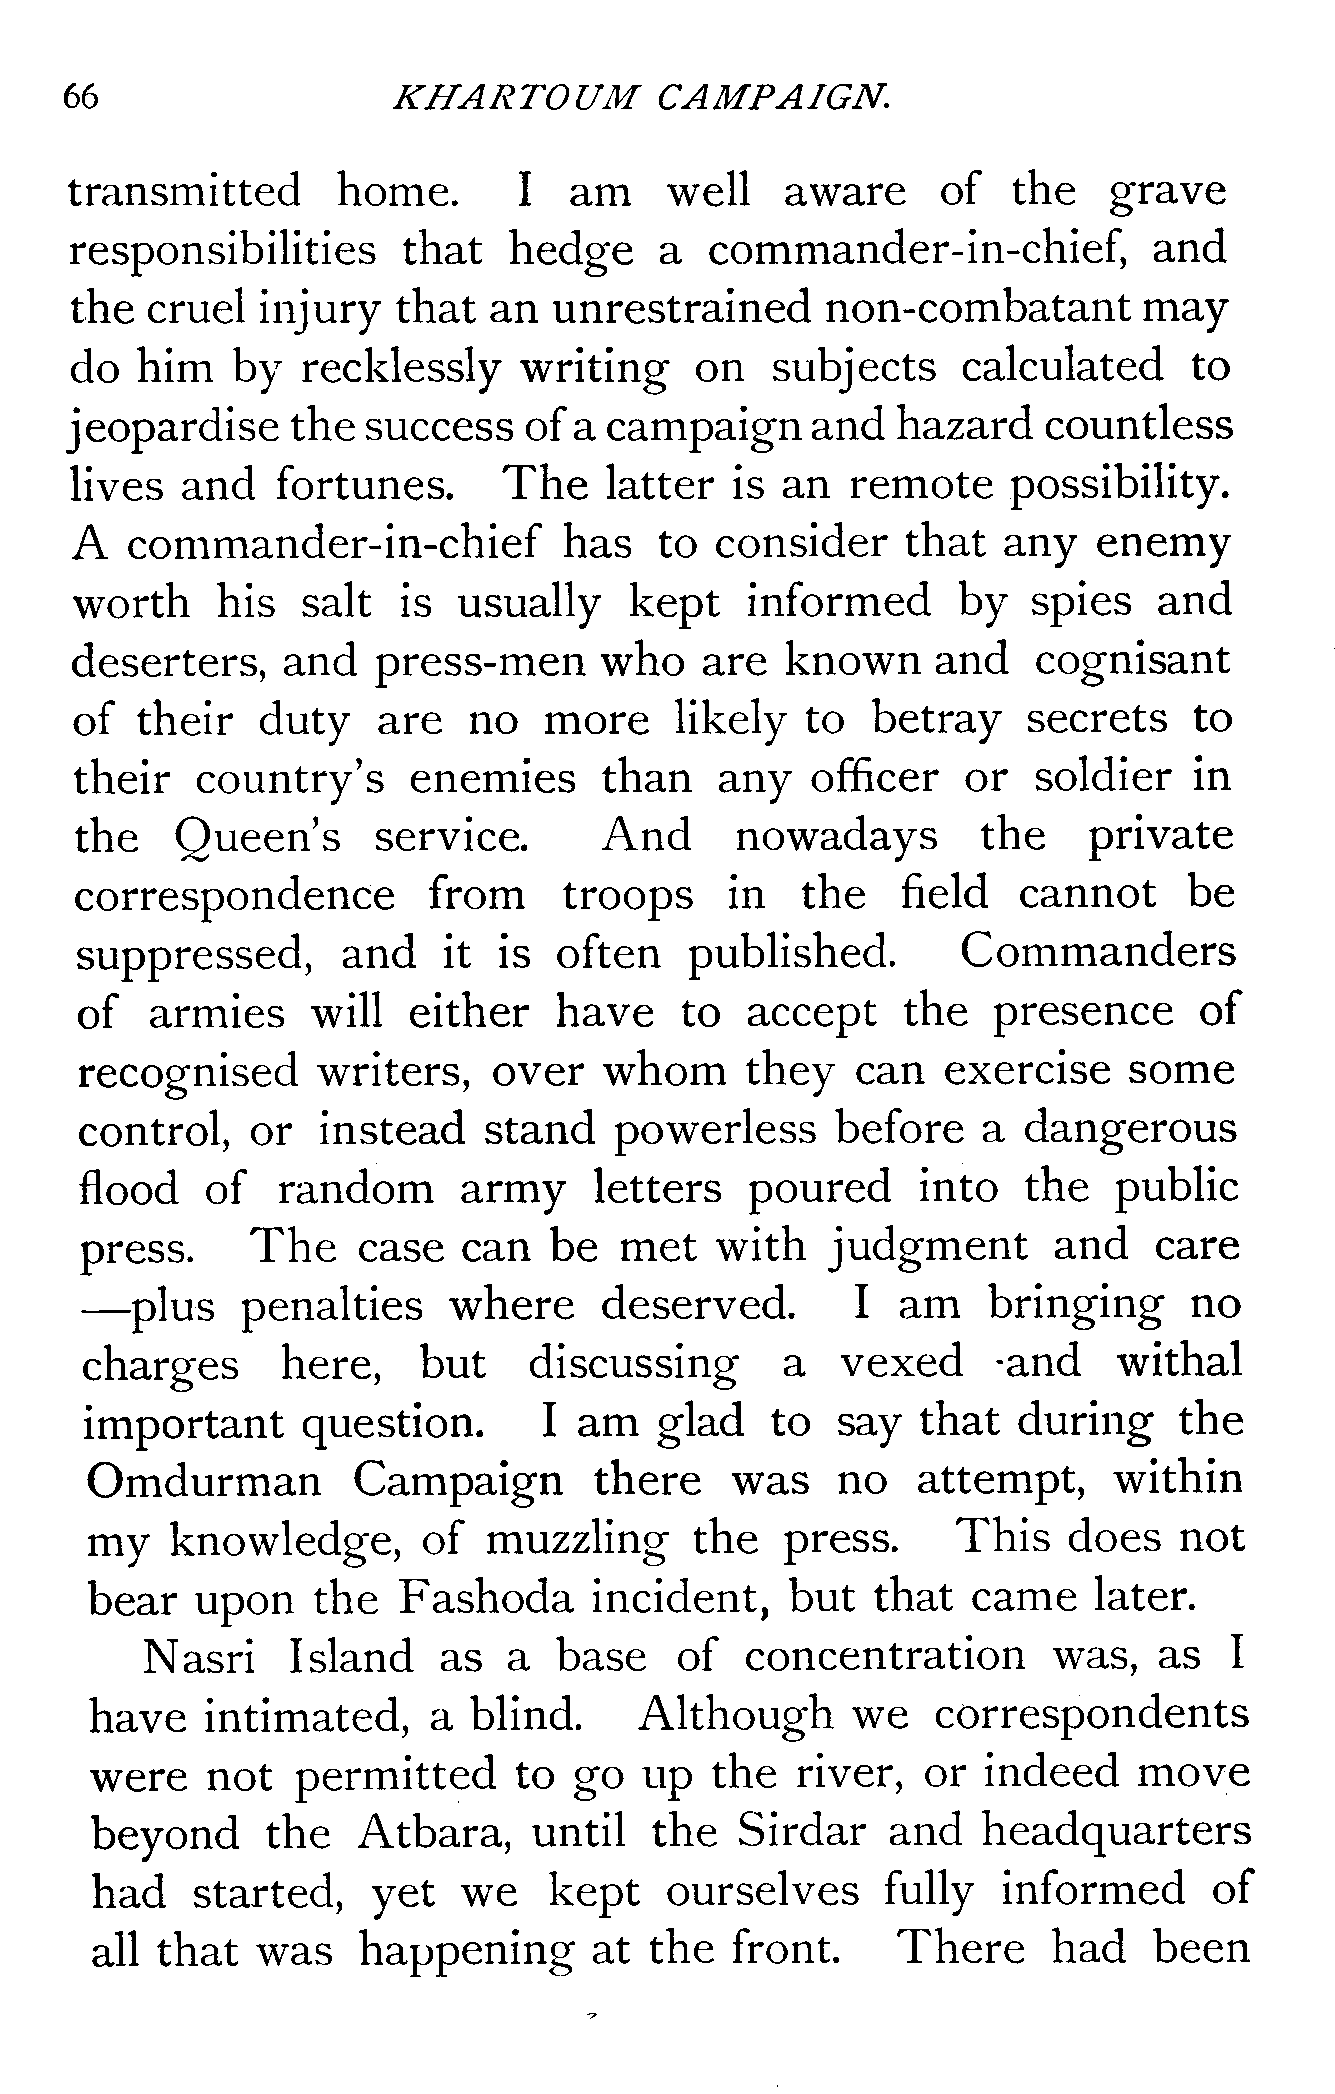 66 KHARTOUM CAMPAIGN.
transmitted home. I am well aware of the grave
responsibilities that hedge a commander-in-chief, and
the cruel injury that an unrestrained non-combatant may
do him by recklessly writing on subjects calculated to
jeopardise the success of a campaign and hazard countless
lives and fortunes. The latter is an remote possibility.
A commander-in-chief has to consider that any enemy
worth his salt is usually kept informed by spies and
deserters, and press-men who are known and cognisant
of their duty are no more likely to betray secrets to
their country's enemies than any officer or soldier in
the Queen's service. And nowadays the private
correspondence from troops in the field cannot be
suppressed, and it is often published. Commanders
of armies will either have to accept the presence of
recognised writers, over whom they can exercise some
control, or instead stand powerless before a dangerous
flood of random army letters poured into the public
press. The case can be met with judgment and care
—plus penalties where deserved. I am bringing no
charges here, but discussing a vexed and withal
important question. I am glad to say that during the
Omdurman Campaign there was no attempt, within
my knowledge, of muzzling the press. This does not
bear upon the Fashoda incident, but that came later.
Nasri Island as a base of concentration was, as I
have intimated, a blind. Although we correspondents
were not permitted to go up the river, or indeed move
beyond the Atbara, until the Sirdar and headquarters
had started, yet we kept ourselves fully informed of
all that was happening at the front. There had been